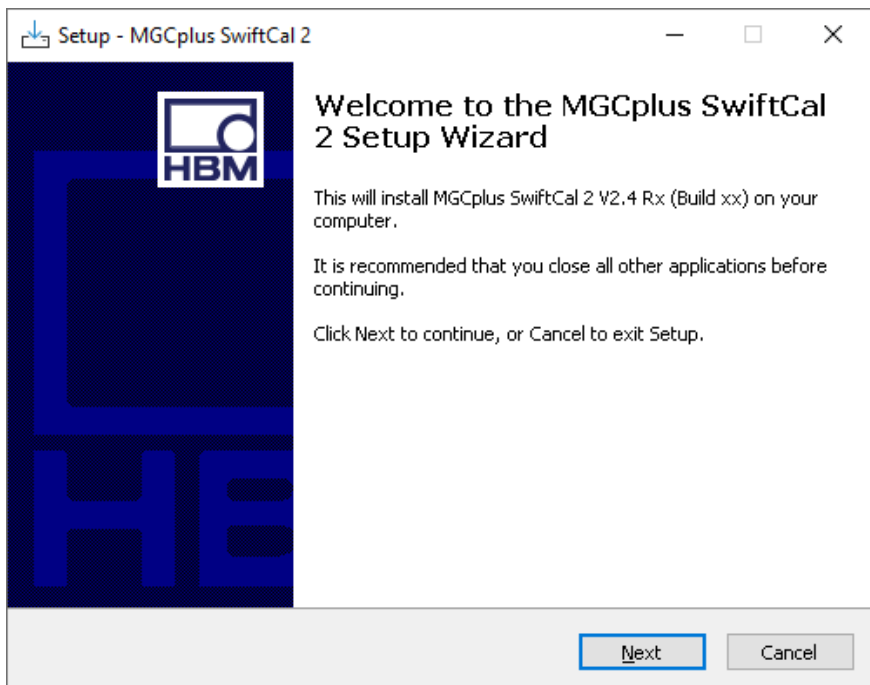 Setup - MGCplus SwiftCal 2
HBM
Welcome to the MGCplus SwiftCal
2 Setup Wizard
This will install MGCplus SwiftCal 2 V2.4 Rx (Build xx) on your
computer.
It is recommended that you close all other applications before
continuing.
Click Next to continue, or Cancel to exit Setup.
HB
Next
Cancel